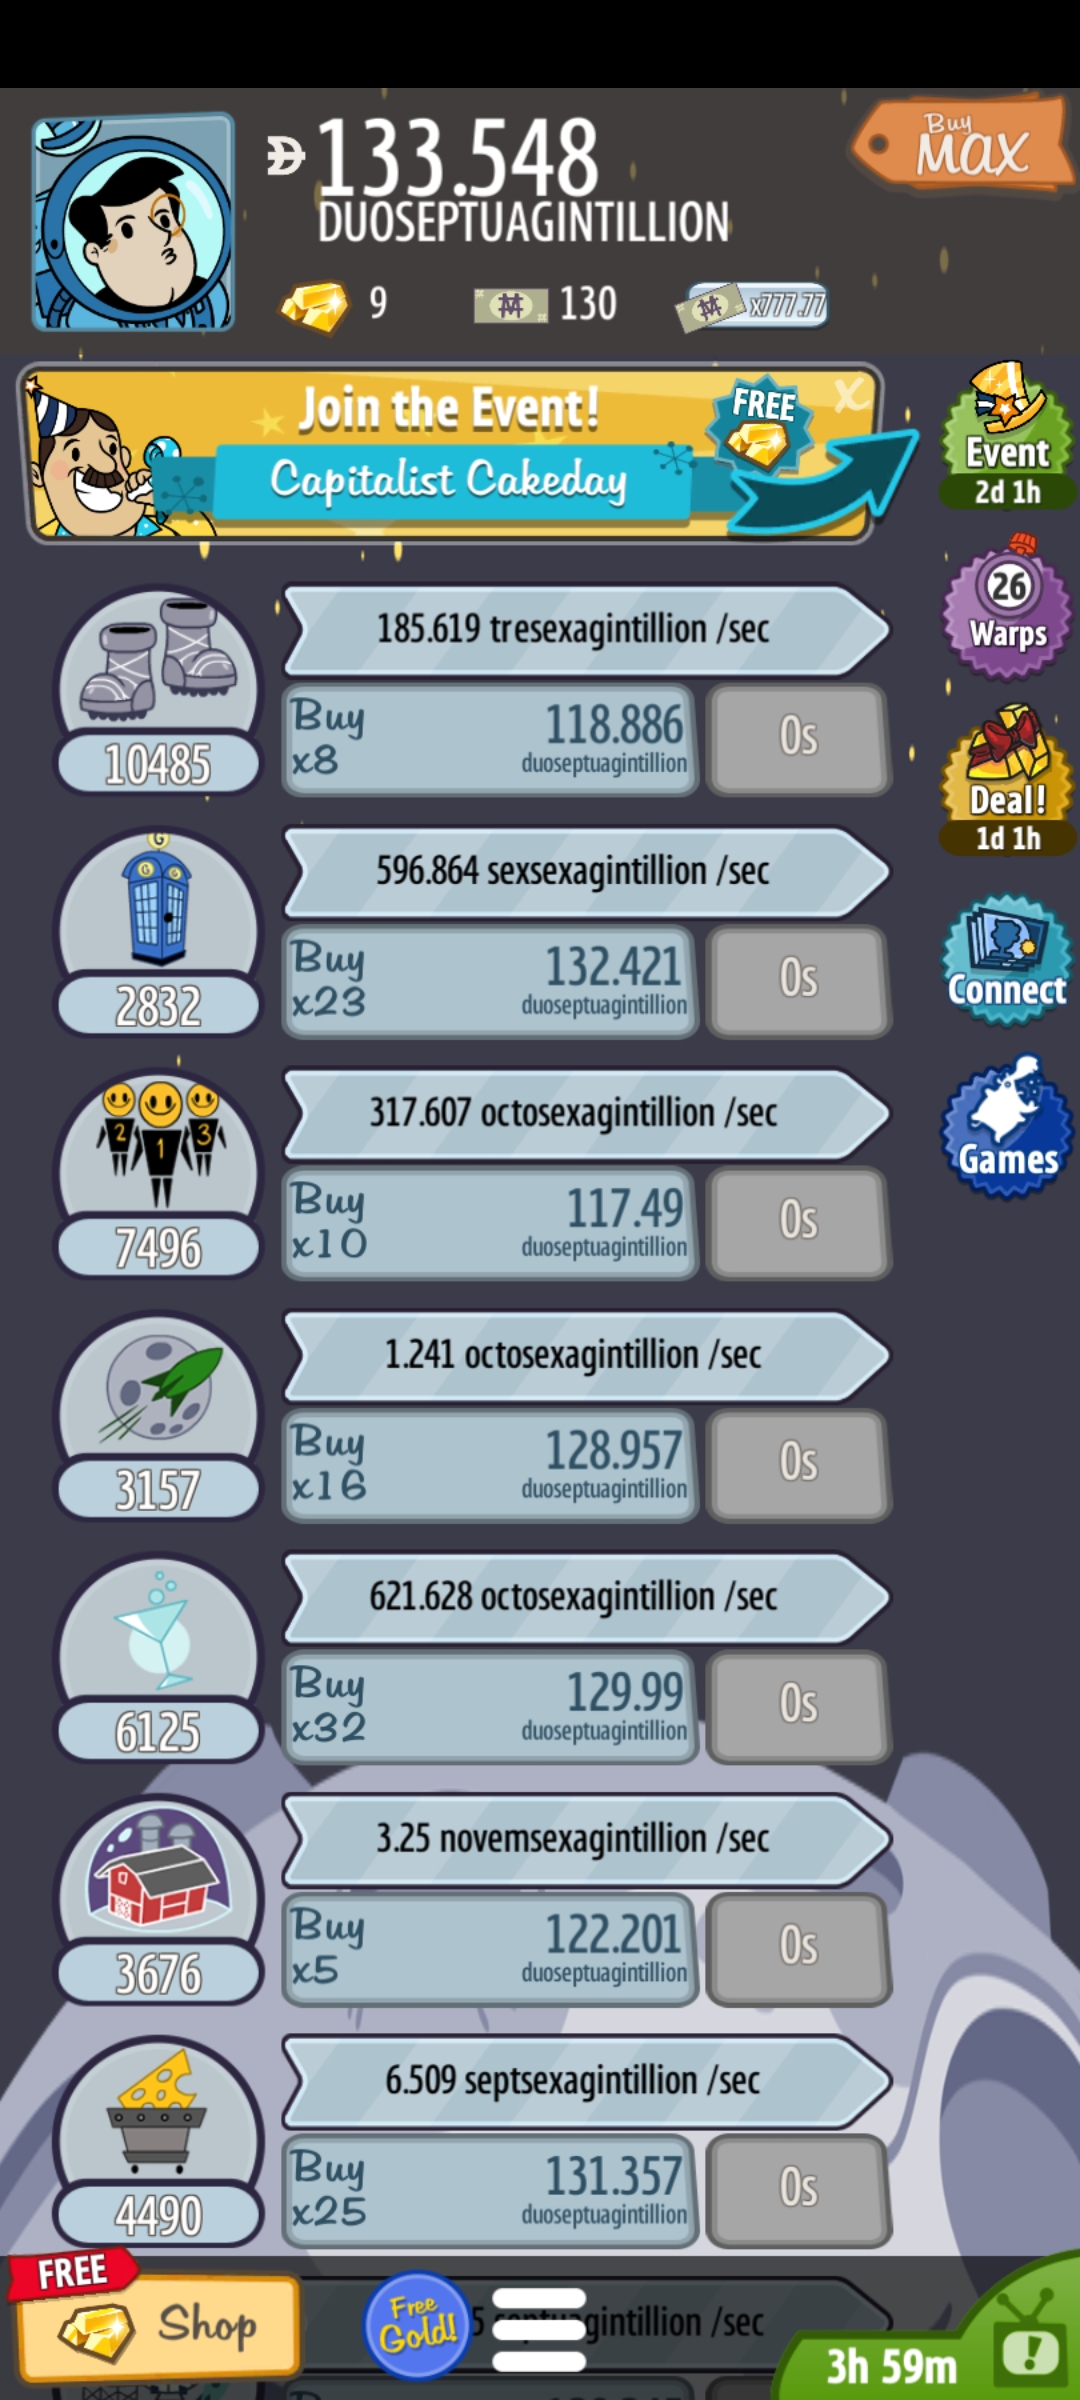 133.548
DUOSEPTUAGINTILLION
Buy
MAX
9
130
x777.77
Join the Event!
Capitalist Cakeday
FREE
X
Event
2d 1h
185.619 tresexagintillion /sec
10485
Buy
x8
118.886
duoseptuagintillion
0s
26
Warps
Deal!
1d 1h
G
G G
596.864 sexsexagintillion /sec
2832
Buy
x23
132.421
duoseptuagintillion
0s
Connect
2 1 3
317.607 octosexagintillion /sec
7496
Buy
x10
117.49
duoseptuagintillion
0s
Games
1.241 octosexagintillion /sec
3157
Buy
x16
128.957
duoseptuagintillion
0s
621.628 octosexagintillion /sec
6125
Buy
x32
129.99
duoseptuagintillion
0s
3.25 novemsexagintillion /sec
3676
Buy
x5
122.201
duoseptuagintillion
0s
6.509 septsexagintillion /sec
4490
Buy
x25
131.357
duoseptuagintillion
0s
FREE
Shop
Free
Gold!
/sec
3h 59m
!